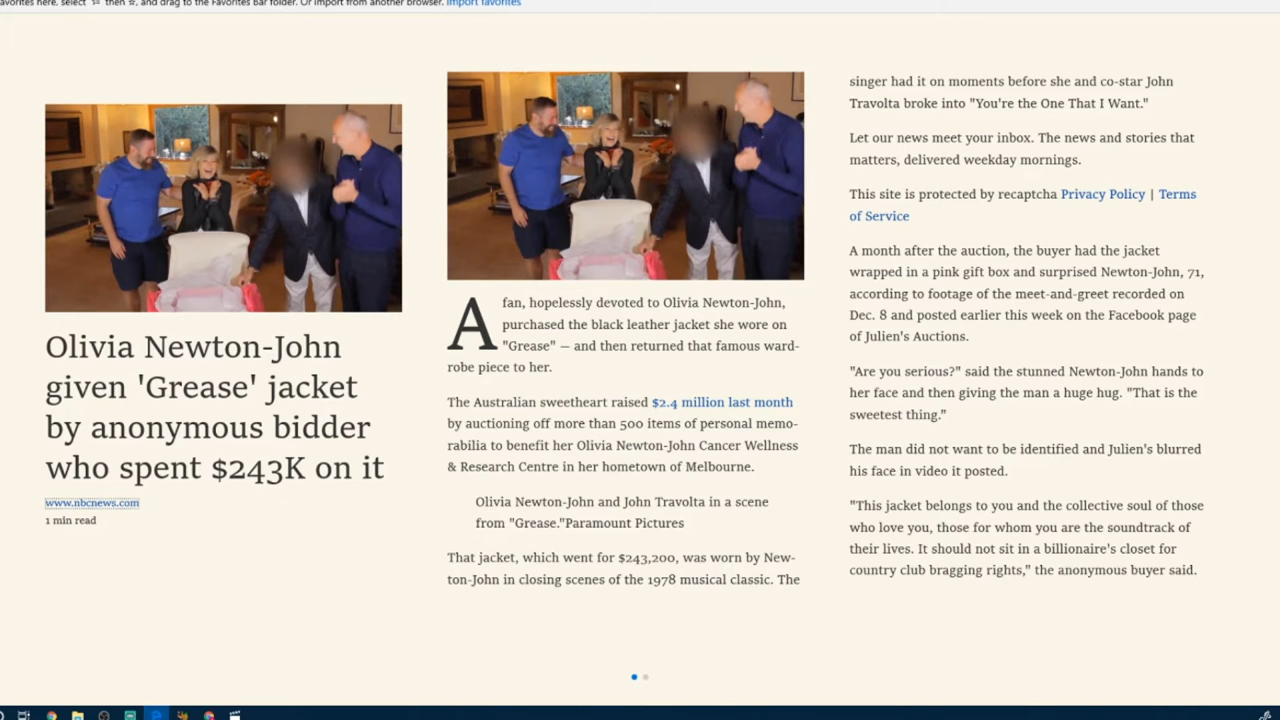 avorites here, select then ☆, and drag to the Favorites Bar folder. Or import from another browser. Import favorites
Olivia Newton-John
given 'Grease' jacket
by anonymous bidder
who spent $243K on it
www.nbcnews.com
1 min read
A fan, hopelessly devoted to Olivia Newton-John,
purchased the black leather jacket she wore on
"Grease" — and then returned that famous ward-
robe piece to her.
The Australian sweetheart raised $2.4 million last month
by auctioning off more than 500 items of personal memo-
rabilia to benefit her Olivia Newton-John Cancer Wellness
& Research Centre in her hometown of Melbourne.
Olivia Newton-John and John Travolta in a scene
from "Grease."Paramount Pictures
That jacket, which went for $243,200, was worn by New-
ton-John in closing scenes of the 1978 musical classic. The
singer had it on moments before she and co-star John
Travolta broke into "You're the One That I Want."
Let our news meet your inbox. The news and stories that
matters, delivered weekday mornings.
This site is protected by recaptcha Privacy Policy | Terms
of Service
A month after the auction, the buyer had the jacket
wrapped in a pink gift box and surprised Newton-John, 71,
according to footage of the meet-and-greet recorded on
Dec. 8 and posted earlier this week on the Facebook page
of Julien's Auctions.
"Are you serious?" said the stunned Newton-John hands to
her face and then giving the man a huge hug. "That is the
sweetest thing."
The man did not want to be identified and Julien's blurred
his face in video it posted.
"This jacket belongs to you and the collective soul of those
who love you, those for whom you are the soundtrack of
their lives. It should not sit in a billionaire's closet for
country club bragging rights," the anonymous buyer said.